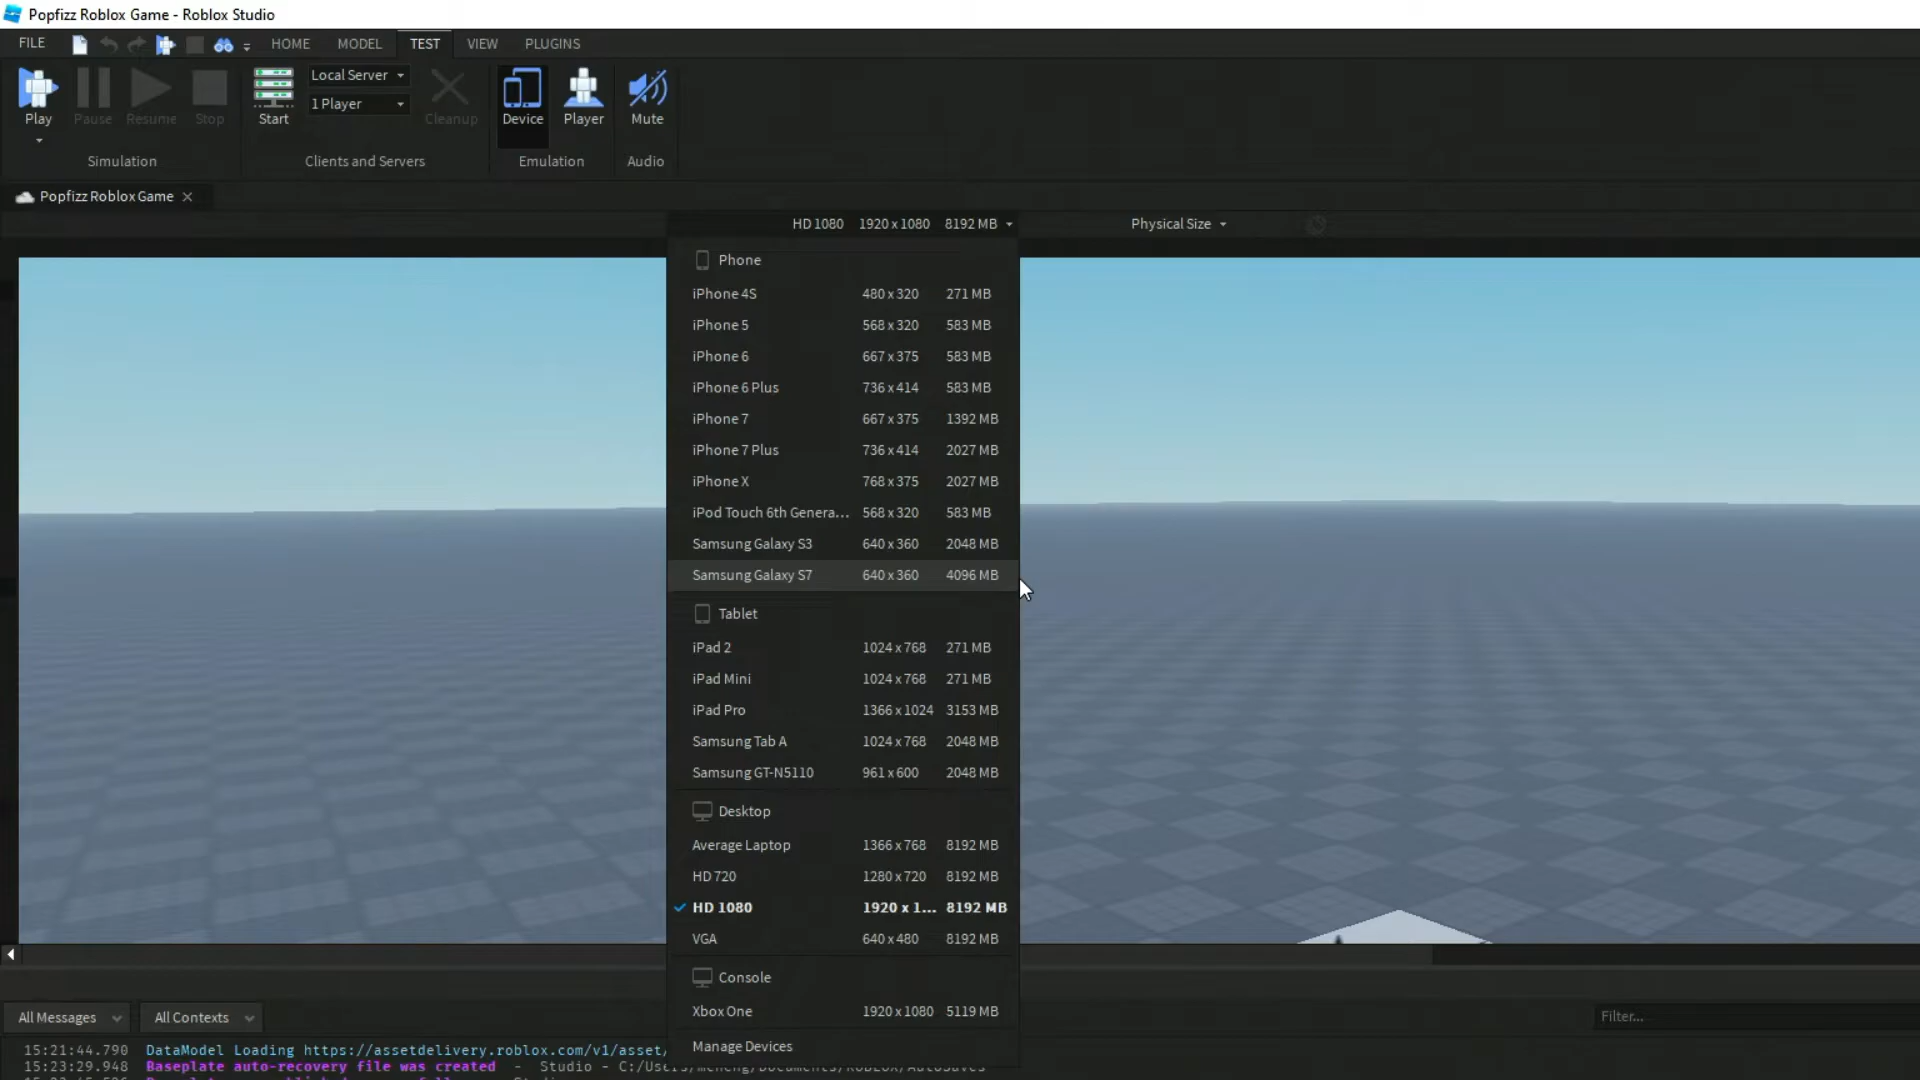 Popfizz Roblox Game - Roblox Studio
FILE HOME MODEL TEST VIEW PLUGINS
Play Pause Resume Stop Start Local Server 1 Player Cleanup Device Player Mute
Simulation Clients and Servers Emulation Audio
Popfizz Roblox Game
HD 1080 1920 x 1080 8192 MB Physical Size
Phone
iPhone 4S 480 x 320 271 MB
iPhone 5 568 x 320 583 MB
iPhone 6 667 x 375 583 MB
iPhone 6 Plus 736 x 414 583 MB
iPhone 7 667 x 375 1392 MB
iPhone 7 Plus 736 x 414 2027 MB
iPhone X 768 x 375 2027 MB
iPod Touch 6th Genera... 568 x 320 583 MB
Samsung Galaxy S3 640 x 360 2048 MB
Samsung Galaxy S7 640 x 360 4096 MB
Tablet
iPad 2 1024 x 768 271 MB
iPad Mini 1024 x 768 271 MB
iPad Pro 1366 x 1024 3153 MB
Samsung Tab A 1024 x 768 2048 MB
Samsung GT-N5110 961 x 600 2048 MB
Desktop
Average Laptop 1366 x 768 8192 MB
HD 720 1280 x 720 8192 MB
HD 1080 1920 x 1... 8192 MB
VGA 640 x 480 8192 MB
Console
Xbox One 1920 x 1080 5119 MB
Manage Devices
All Messages All Contexts Filter...
15:21:44.790 DataModel Loading https://assetdelivery.roblox.com/v1/asset/
15:23:29.948 Baseplate auto-recovery file was created - Studio - C:/Users/